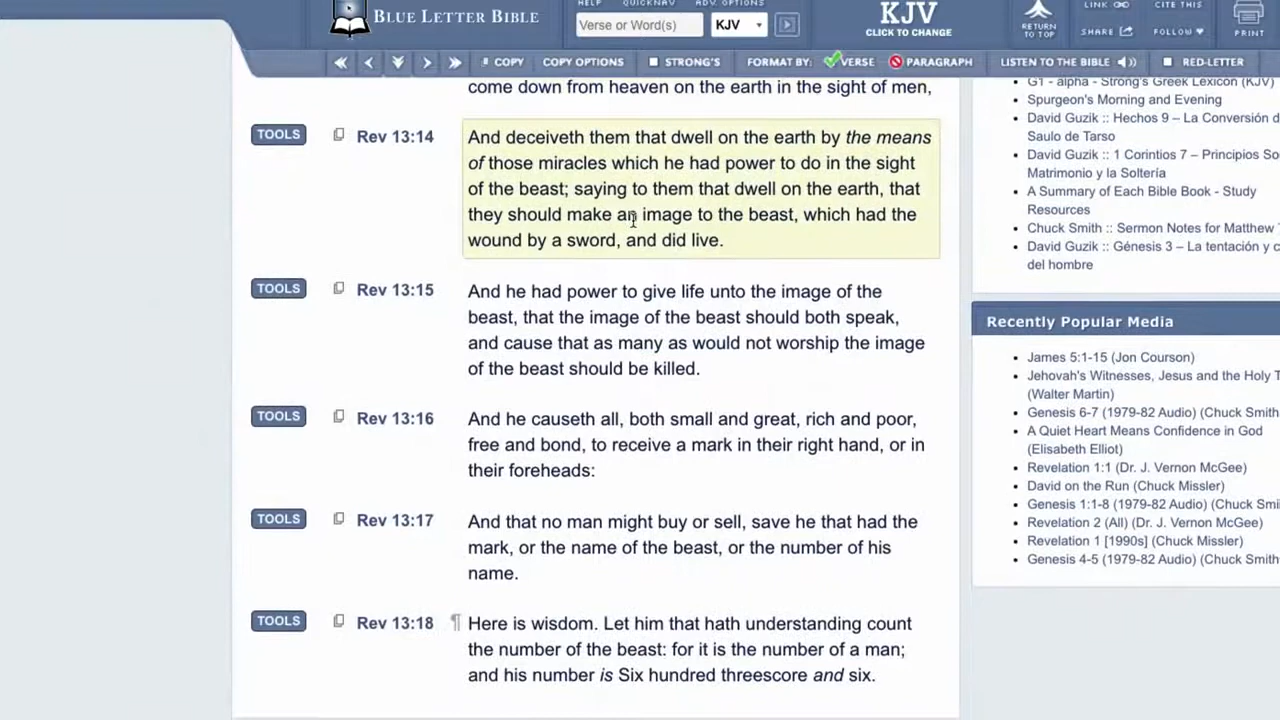 HELP QUICKNAV ADV. OPTIONS
BLUE LETTER BIBLE
Verse or Word(s)
KJV
KJV
CLICK TO CHANGE
RETURN
TO TOP
LINK
CITE THIS
SHARE
FOLLOW
PRINT
COPY COPY OPTIONS STRONG'S FORMAT BY: VERSE PARAGRAPH LISTEN TO THE BIBLE RED-LETTER
come down from heaven on the earth in the sight of men,
TOOLS Rev 13:14 And deceiveth them that dwell on the earth by the means
of those miracles which he had power to do in the sight
of the beast; saying to them that dwell on the earth, that
they should make an image to the beast, which had the
wound by a sword, and did live.
TOOLS Rev 13:15 And he had power to give life unto the image of the
beast, that the image of the beast should both speak,
and cause that as many as would not worship the image
of the beast should be killed.
TOOLS Rev 13:16 And he causeth all, both small and great, rich and poor,
free and bond, to receive a mark in their right hand, or in
their foreheads:
TOOLS Rev 13:17 And that no man might buy or sell, save he that had the
mark, or the name of the beast, or the number of his
name.
TOOLS Rev 13:18 ¶ Here is wisdom. Let him that hath understanding count
the number of the beast: for it is the number of a man;
and his number is Six hundred threescore and six.
G1 - alpha - Strong's Greek Lexicon (KJV)
Spurgeon's Morning and Evening
David Guzik :: Hechos 9 – La Conversión d
Saulo de Tarso
David Guzik :: 1 Corintios 7 – Principios So
Matrimonio y la Soltería
A Summary of Each Bible Book - Study
Resources
Chuck Smith :: Sermon Notes for Matthew
David Guzik :: Génesis 3 – La tentación y c
del hombre
Recently Popular Media
James 5:1-15 (Jon Courson)
Jehovah's Witnesses, Jesus and the Holy T
(Walter Martin)
Genesis 6-7 (1979-82 Audio) (Chuck Smith
A Quiet Heart Means Confidence in God
(Elisabeth Elliot)
Revelation 1:1 (Dr. J. Vernon McGee)
David on the Run (Chuck Missler)
Genesis 1:1-8 (1979-82 Audio) (Chuck Smi
Revelation 2 (All) (Dr. J. Vernon McGee)
Revelation 1 [1990s] (Chuck Missler)
Genesis 4-5 (1979-82 Audio) (Chuck Smith